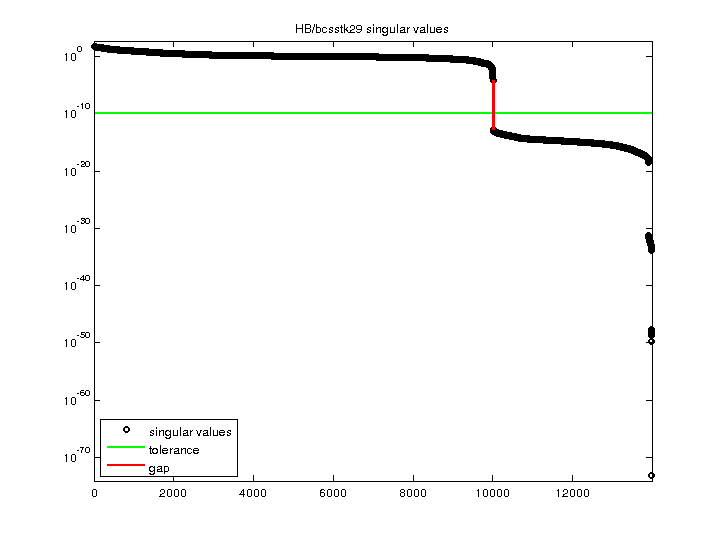 HB/bcsstk29 singular values
10^0
10^-10
10^-20
10^-30
10^-40
10^-50
10^-60
10^-70
singular values
tolerance
gap
0 2000 4000 6000 8000 10000 12000